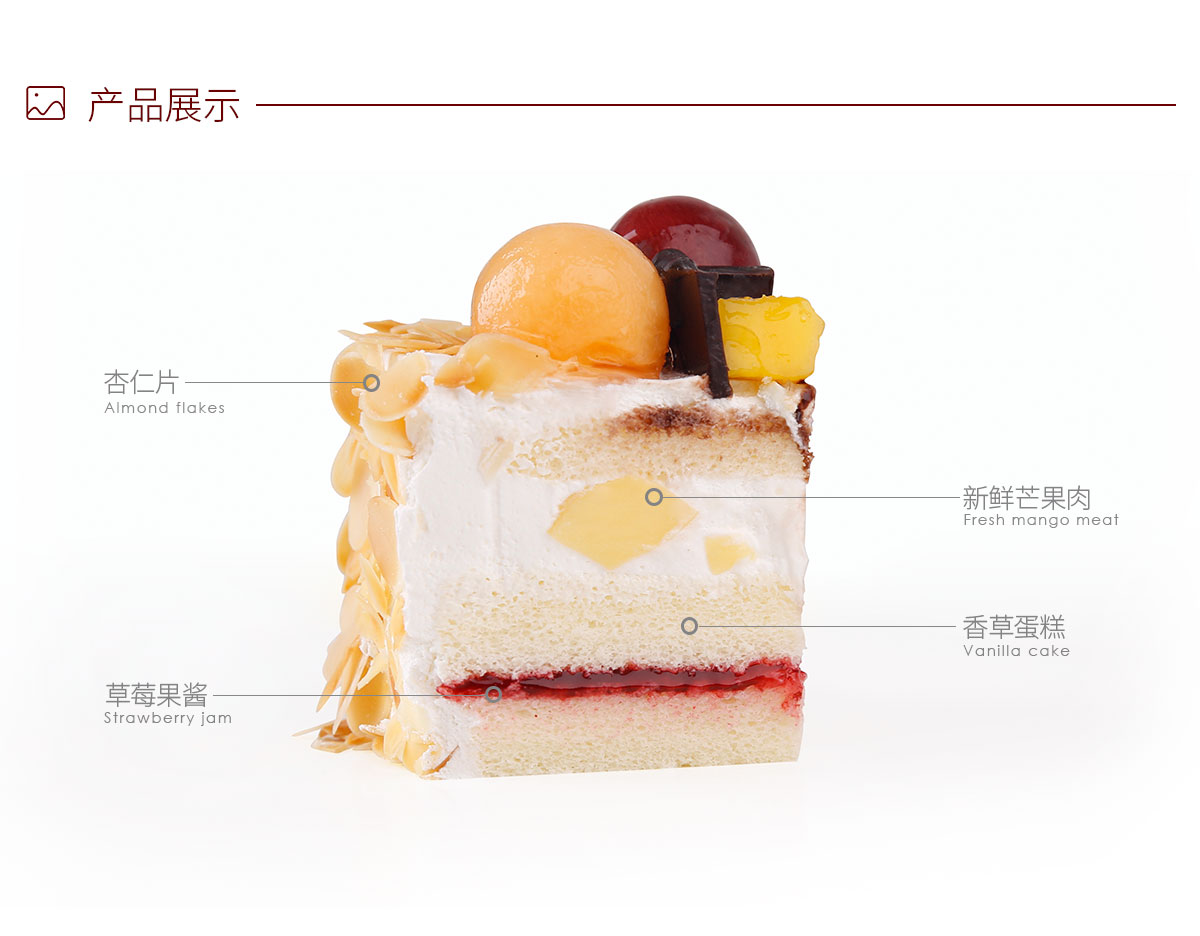 产品展示
杏仁片
Almond flakes
新鲜芒果肉
Fresh mango meat
香草蛋糕
Vanilla cake
草莓果酱
Strawberry jam